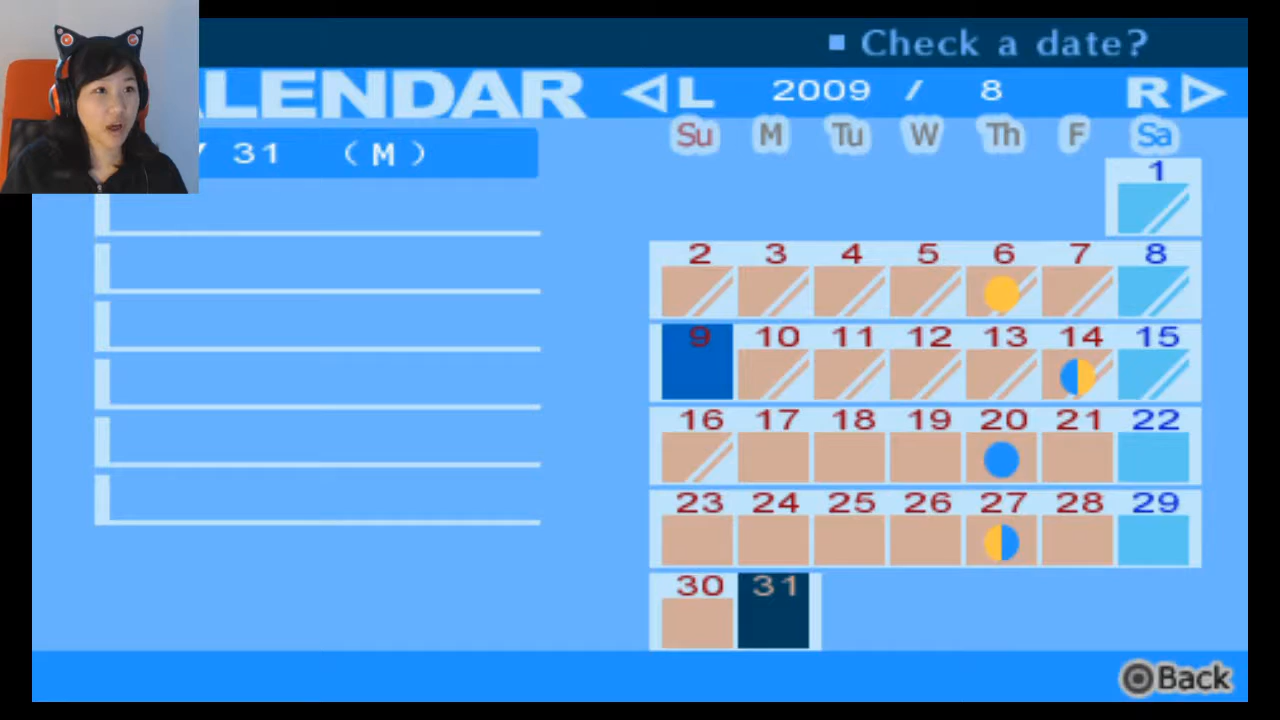 Check a date?
LENDAR
L 2009 / 8 R
/ 31 (M)
Su M Tu W Th F Sa
1
2 3 4 5 6 7 8
9 10 11 12 13 14 15
16 17 18 19 20 21 22
23 24 25 26 27 28 29
30 31
Back